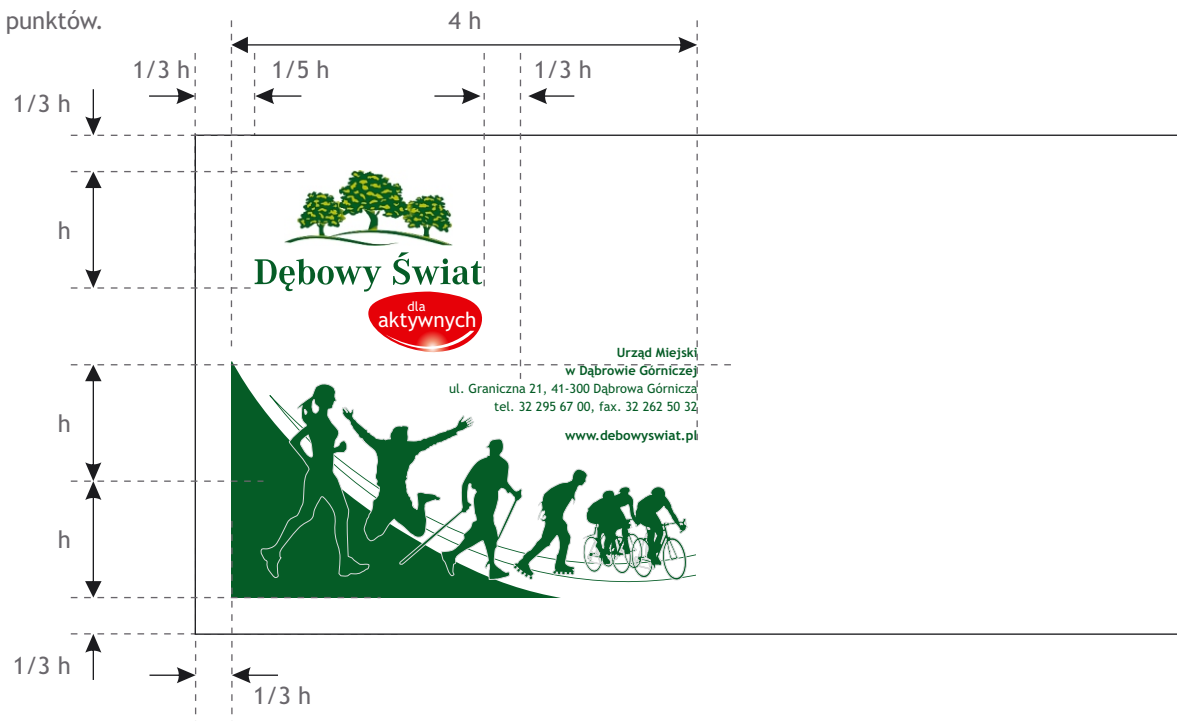 punktów.
4 h
1/3 h
1/5 h
1/3 h
1/3 h
h
Dębowy Świat
dla
aktywnych
Urząd Miejski
w Dąbrowie Górniczej
ul. Graniczna 21, 41-300 Dąbrowa Górnicza
tel. 32 295 67 00, fax. 32 262 50 32
www.debowyswiat.pl
h
h
1/3 h
1/3 h